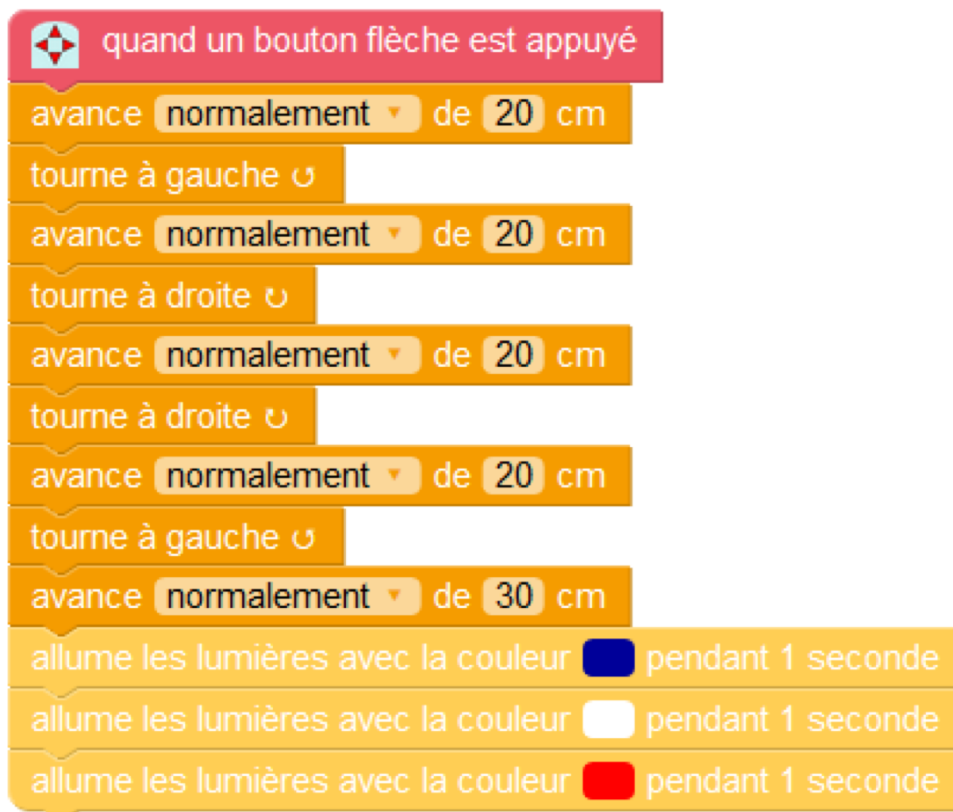 quand un bouton flèche est appuyé
avance normalement de 20 cm
tourne à gauche ↺
avance normalement de 20 cm
tourne à droite ↻
avance normalement de 20 cm
tourne à droite ↻
avance normalement de 20 cm
tourne à gauche ↺
avance normalement de 30 cm
allume les lumières avec la couleur pendant 1 seconde
allume les lumières avec la couleur pendant 1 seconde
allume les lumières avec la couleur pendant 1 seconde